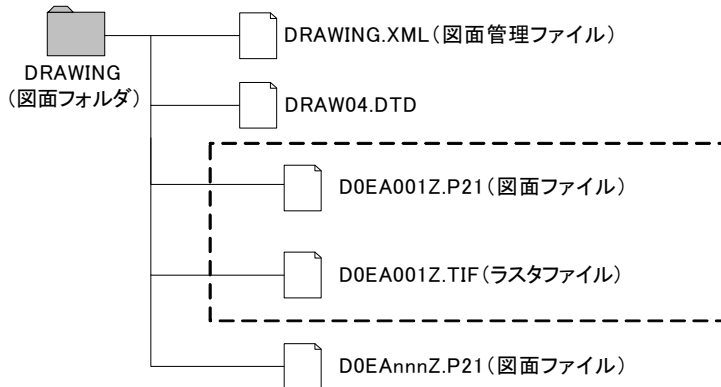 DRAWING
(図面フォルダ)
DRAWING.XML(図面管理ファイル)
DRAW04.DTD
D0EA001Z.P21(図面ファイル)
D0EA001Z.TIF(ラスタファイル)
D0EAnnnZ.P21(図面ファイル)